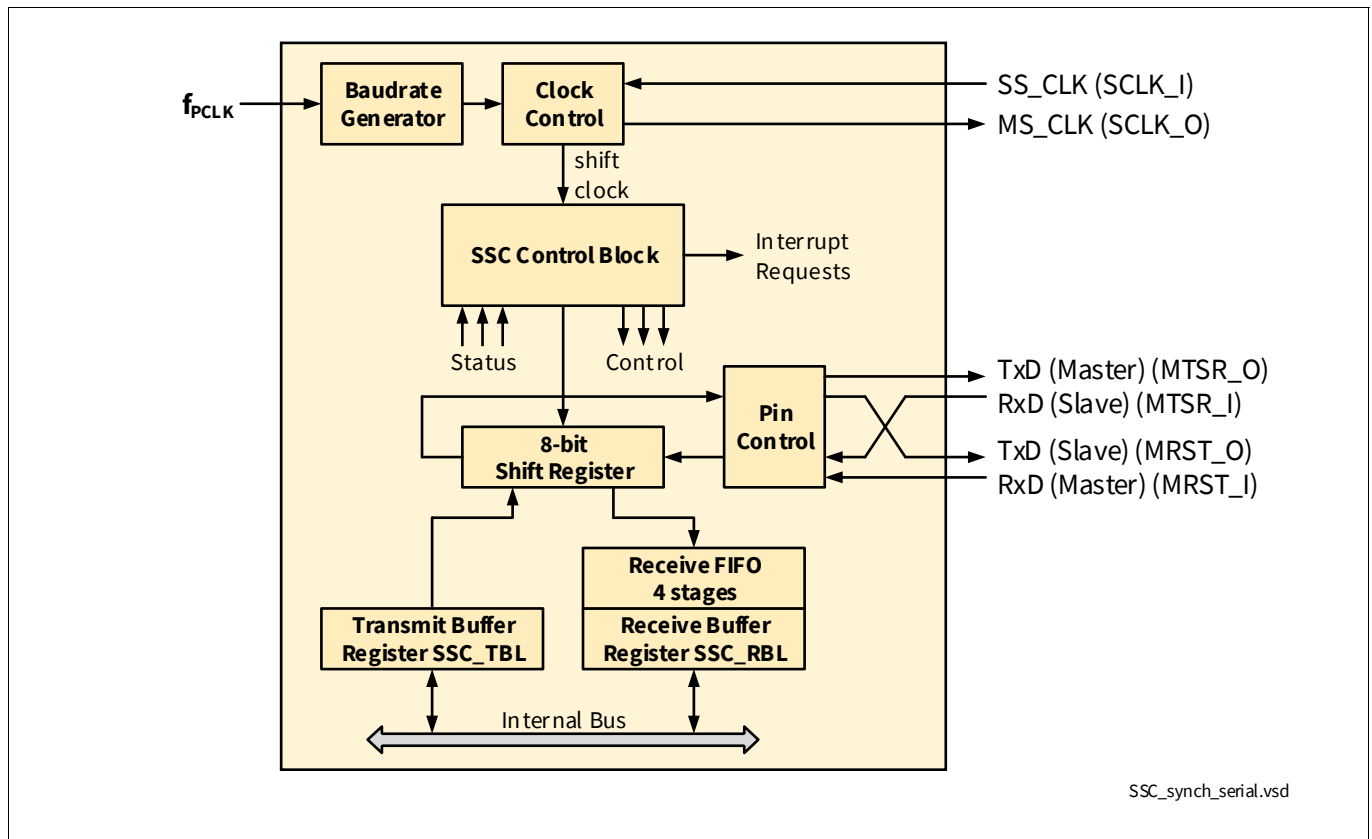 Baudrate
Generator
Clock
Control
SS_CLK (SCLK_I)
f_PCLK
MS_CLK (SCLK_O)
shift
clock
SSC Control Block
Interrupt
Requests
Status
Control
TxD (Master) (MTSR_O)
RxD (Slave) (MTSR_I)
Pin
Control
8-bit
Shift Register
TxD (Slave) (MRST_O)
RxD (Master) (MRST_I)
Receive FIFO
4 stages
Transmit Buffer
Register SSC_TBL
Receive Buffer
Register SSC_RBL
Internal Bus
SSC_synch_serial.vsd